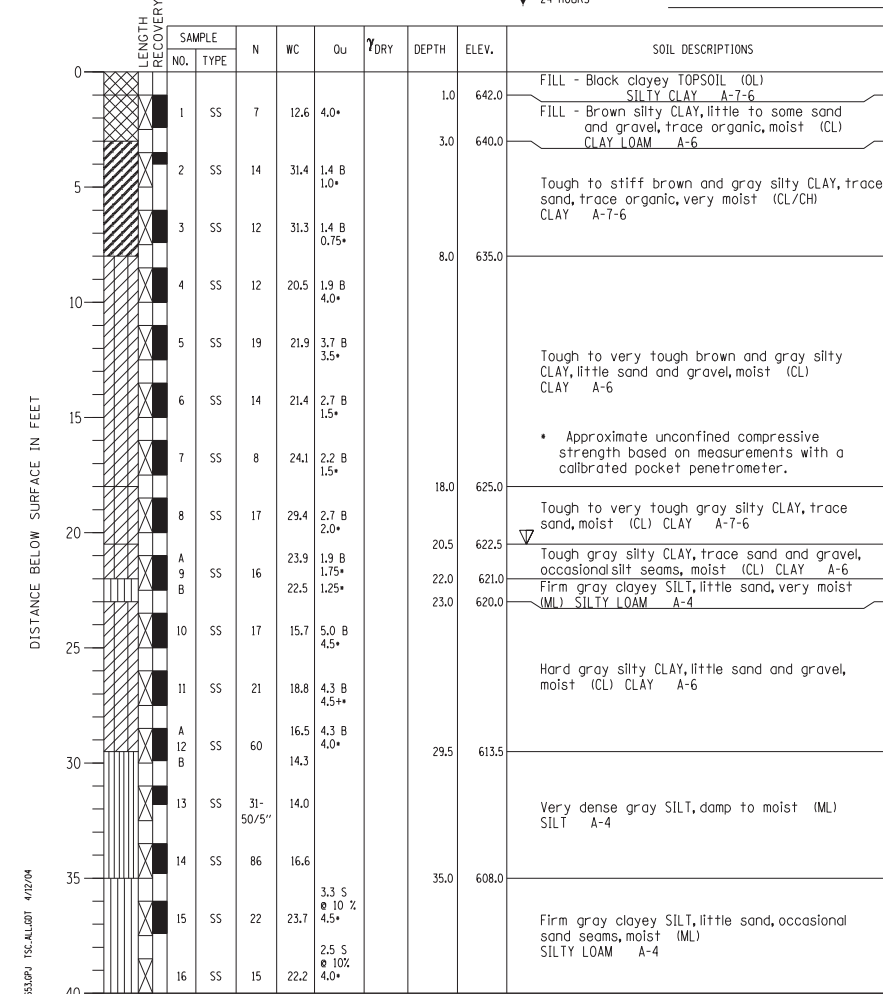 24 HOURS
LENGTH
RECOVERY
SAMPLE
NO. TYPE N WC Qu γDRY DEPTH ELEV. SOIL DESCRIPTIONS
0
FILL - Black clayey TOPSOIL (OL)
1.0 642.0 SILTY CLAY A-7-6
1 SS 7 12.6 4.0*
FILL - Brown silty CLAY, little to some sand
and gravel, trace organic, moist (CL)
3.0 640.0 CLAY LOAM A-6
2 SS 14 31.4 1.4 B
1.0*
5
Tough to stiff brown and gray silty CLAY, trace
sand, trace organic, very moist (CL/CH)
CLAY A-7-6
3 SS 12 31.3 1.4 B
0.75*
8.0 635.0
4 SS 12 20.5 1.9 B
4.0*
10
5 SS 19 21.9 3.7 B
3.5*
Tough to very tough brown and gray silty
CLAY, little sand and gravel, moist (CL)
CLAY A-6
6 SS 14 21.4 2.7 B
1.5*
15
* Approximate unconfined compressive
strength based on measurements with a
calibrated pocket penetrometer.
7 SS 8 24.1 2.2 B
1.5*
18.0 625.0
8 SS 17 29.4 2.7 B
2.0*
Tough to very tough gray silty CLAY, trace
sand, moist (CL) CLAY A-7-6
20
20.5 622.5
A 23.9 1.9 B
9 SS 16 1.75*
B 22.5 1.25*
Tough gray silty CLAY, trace sand and gravel,
occasional silt seams, moist (CL) CLAY A-6
22.0 621.0
Firm gray clayey SILT, little sand, very moist
23.0 620.0 (ML) SILTY LOAM A-4
10 SS 17 15.7 5.0 B
4.5*
25
11 SS 21 18.8 4.3 B
4.5+*
Hard gray silty CLAY, little sand and gravel,
moist (CL) CLAY A-6
A 16.5 4.3 B
12 SS 60 4.0*
B 14.3
29.5 613.5
30
13 SS 31- 14.0
50/5"
Very dense gray SILT, damp to moist (ML)
SILT A-4
14 SS 86 16.6
35
35.0 608.0
3.3 S
@ 10 %
15 SS 22 23.7 4.5*
Firm gray clayey SILT, little sand, occasional
sand seams, moist (ML)
SILTY LOAM A-4
2.5 S
@ 10%
16 SS 15 22.2 4.0*
40
DISTANCE BELOW SURFACE IN FEET
TSC_ALL.GDT 4/12/04